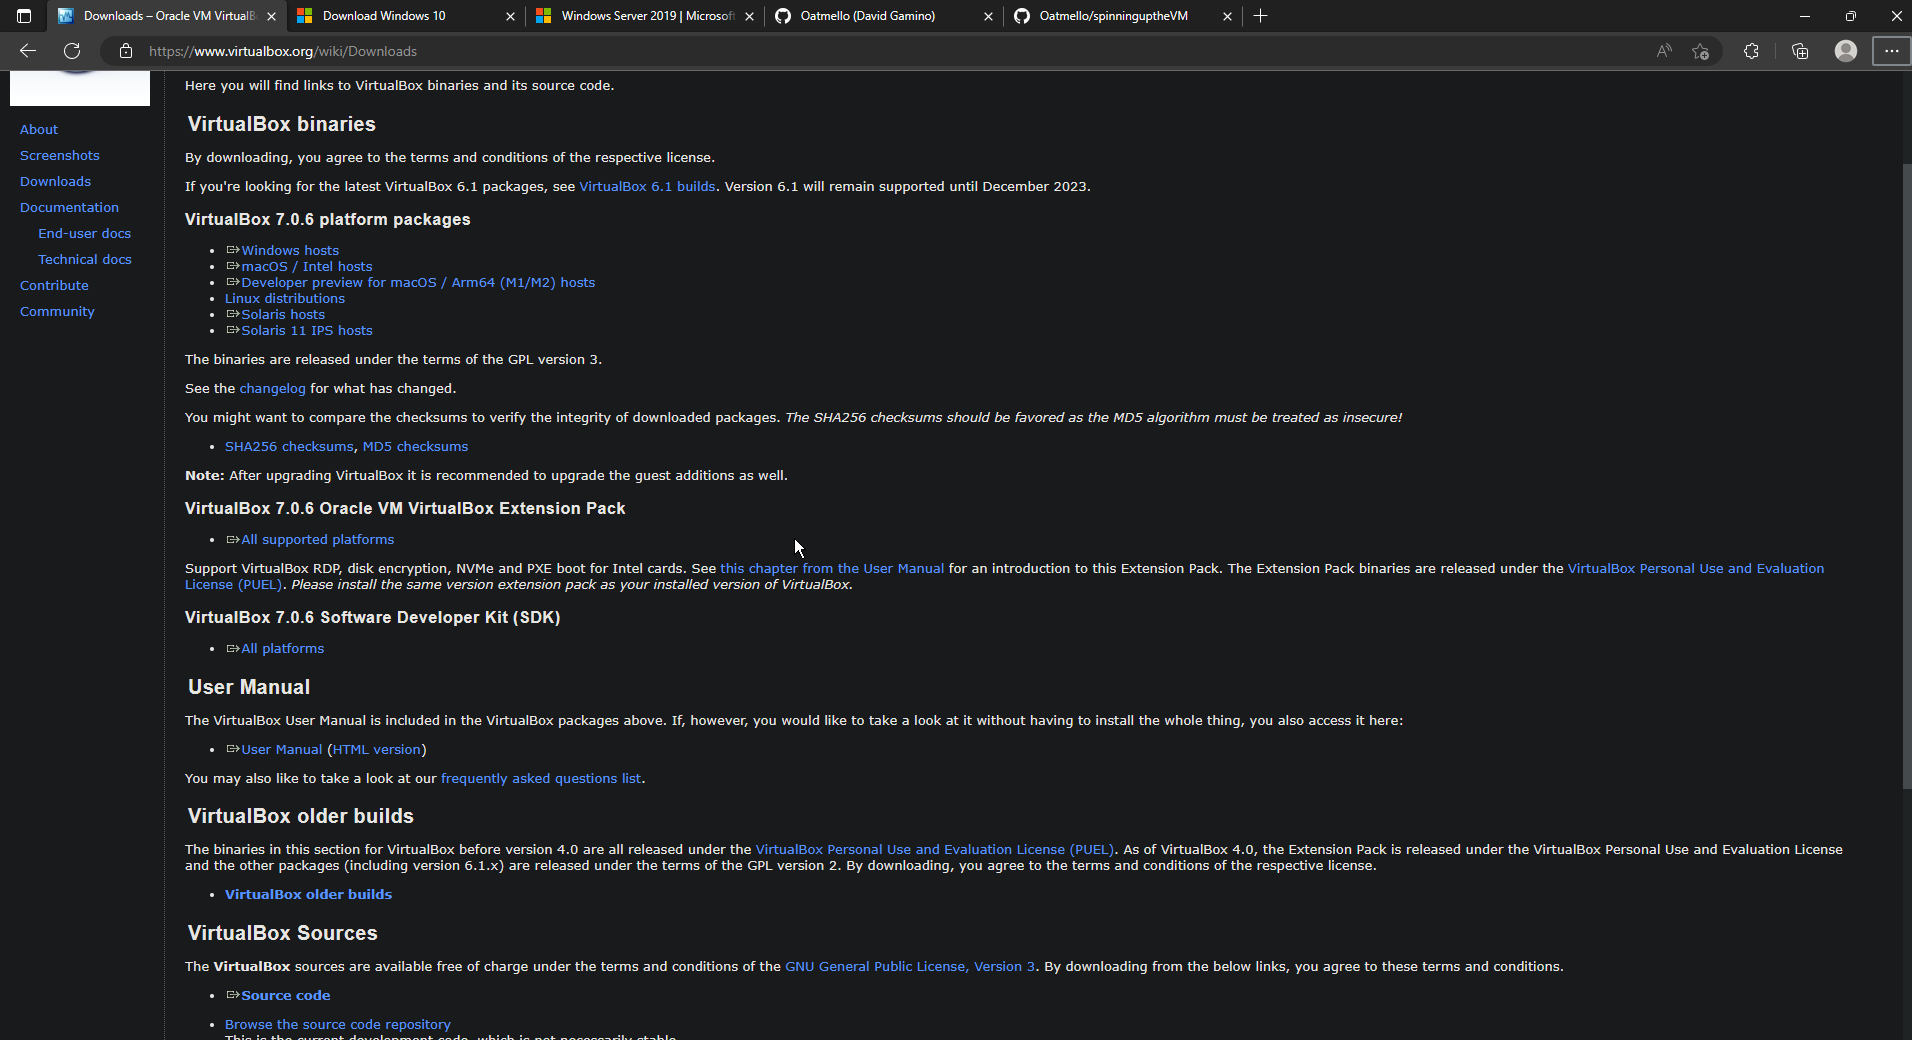 Downloads – Oracle VM VirtualB
Download Windows 10
Windows Server 2019 | Microsof
Oatmello (David Gamino)
Oatmello/spinninguptheVM
https://www.virtualbox.org/wiki/Downloads
About
Screenshots
Downloads
Documentation
End-user docs
Technical docs
Contribute
Community
Here you will find links to VirtualBox binaries and its source code.
VirtualBox binaries
By downloading, you agree to the terms and conditions of the respective license.
If you're looking for the latest VirtualBox 6.1 packages, see VirtualBox 6.1 builds. Version 6.1 will remain supported until December 2023.
VirtualBox 7.0.6 platform packages
• Windows hosts
• macOS / Intel hosts
• Developer preview for macOS / Arm64 (M1/M2) hosts
• Linux distributions
• Solaris hosts
• Solaris 11 IPS hosts
The binaries are released under the terms of the GPL version 3.
See the changelog for what has changed.
You might want to compare the checksums to verify the integrity of downloaded packages. The SHA256 checksums should be favored as the MD5 algorithm must be treated as insecure!
• SHA256 checksums, MD5 checksums
Note: After upgrading VirtualBox it is recommended to upgrade the guest additions as well.
VirtualBox 7.0.6 Oracle VM VirtualBox Extension Pack
• All supported platforms
Support VirtualBox RDP, disk encryption, NVMe and PXE boot for Intel cards. See this chapter from the User Manual for an introduction to this Extension Pack. The Extension Pack binaries are released under the VirtualBox Personal Use and Evaluation
License (PUEL). Please install the same version extension pack as your installed version of VirtualBox.
VirtualBox 7.0.6 Software Developer Kit (SDK)
• All platforms
User Manual
The VirtualBox User Manual is included in the VirtualBox packages above. If, however, you would like to take a look at it without having to install the whole thing, you also access it here:
• User Manual (HTML version)
You may also like to take a look at our frequently asked questions list.
VirtualBox older builds
The binaries in this section for VirtualBox before version 4.0 are all released under the VirtualBox Personal Use and Evaluation License (PUEL). As of VirtualBox 4.0, the Extension Pack is released under the VirtualBox Personal Use and Evaluation License
and the other packages (including version 6.1.x) are released under the terms of the GPL version 2. By downloading, you agree to the terms and conditions of the respective license.
• VirtualBox older builds
VirtualBox Sources
The VirtualBox sources are available free of charge under the terms and conditions of the GNU General Public License, Version 3. By downloading from the below links, you agree to these terms and conditions.
• Source code
• Browse the source code repository
This is the current development code, which is not necessarily stable.